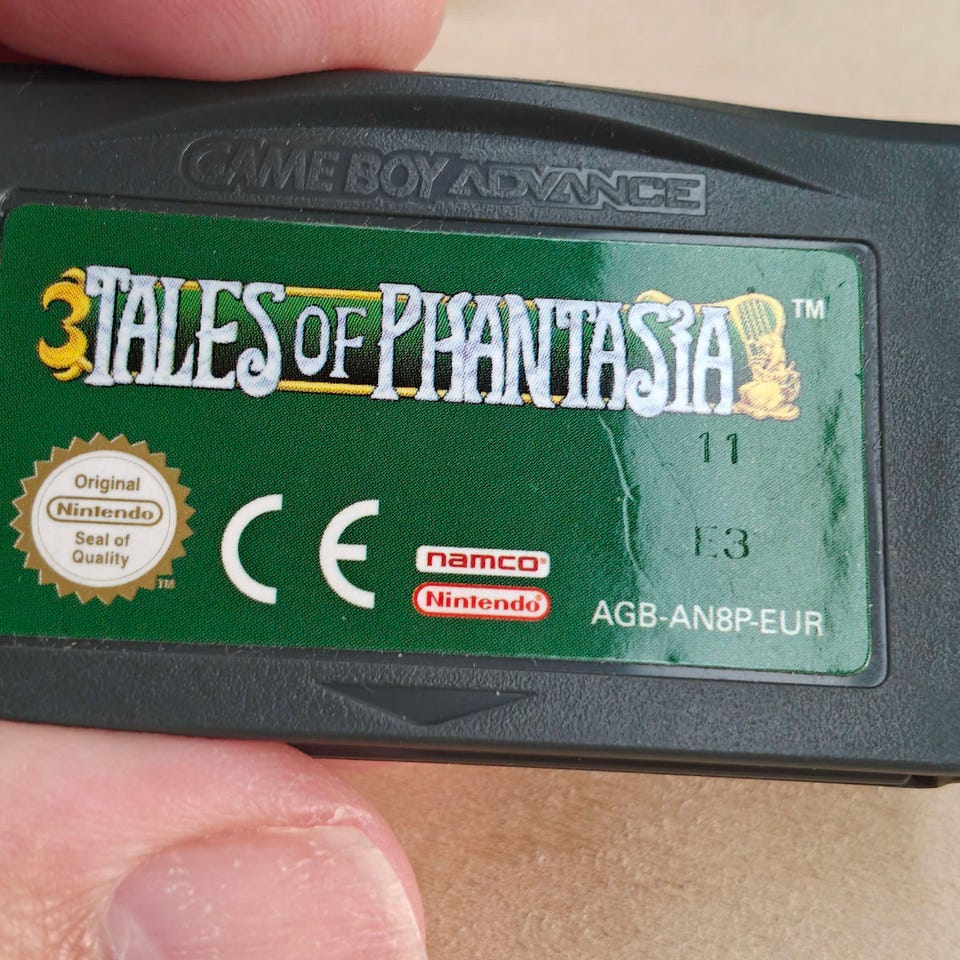 GAME BOY ADVANCE
TALES OF PHANTASIA™
11
Original
Nintendo
Seal of
Quality
™
CE
namco®
Nintendo®
E3
AGB-AN8P-EUR